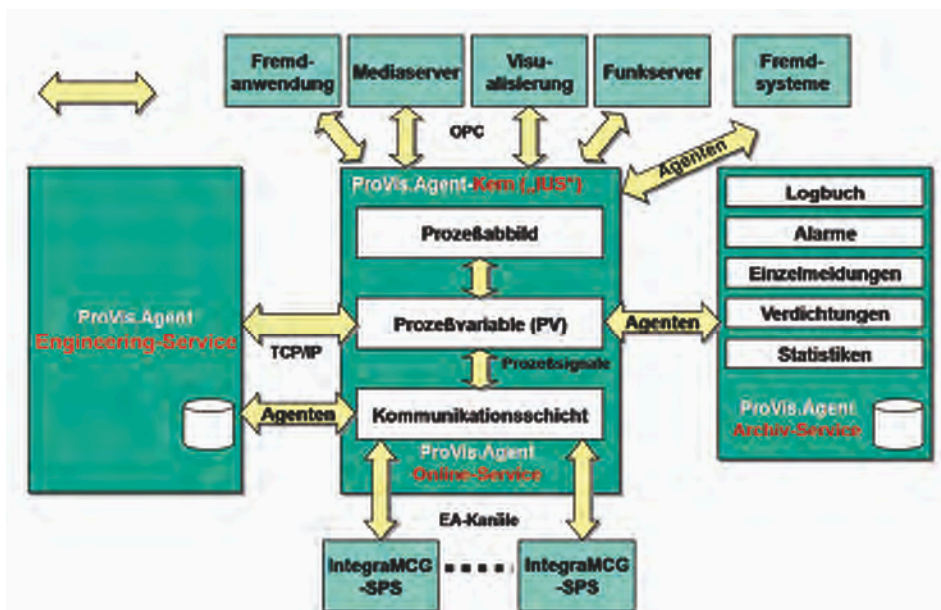 Fremd-
anwendung
Mediaserver
Visu-
alisierung
Funkserver
Fremd-
systeme
OPC
Agenten
ProVis.Agent-Kern („IUS“)
Prozeßabbild
Prozeßvariable (PV)
Prozeßsignale
Kommunikationsschicht
ProVis.Agent
Online-Service
ProVis.Agent
Engineering-Service
TCP/IP
Agenten
Agenten
Logbuch
Alarme
Einzelmeldungen
Verdichtungen
Statistiken
ProVis.Agent
Archiv-Service
EA-Kanäle
IntegraMCG
-SPS
IntegraMCG
-SPS